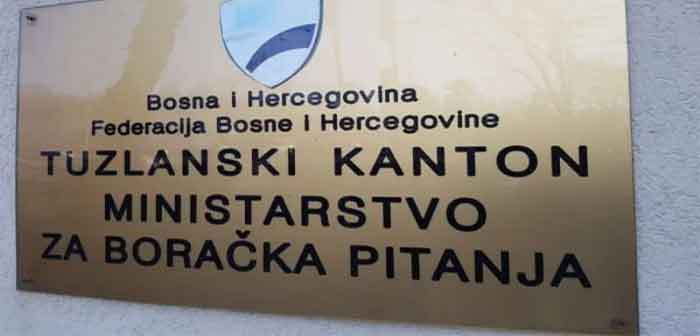 Bosna i Hercegovina
Federacija Bosne i Hercegovine
TUZLANSKI KANTON
MINISTARSTVO
ZA BORAČKA PITANJA